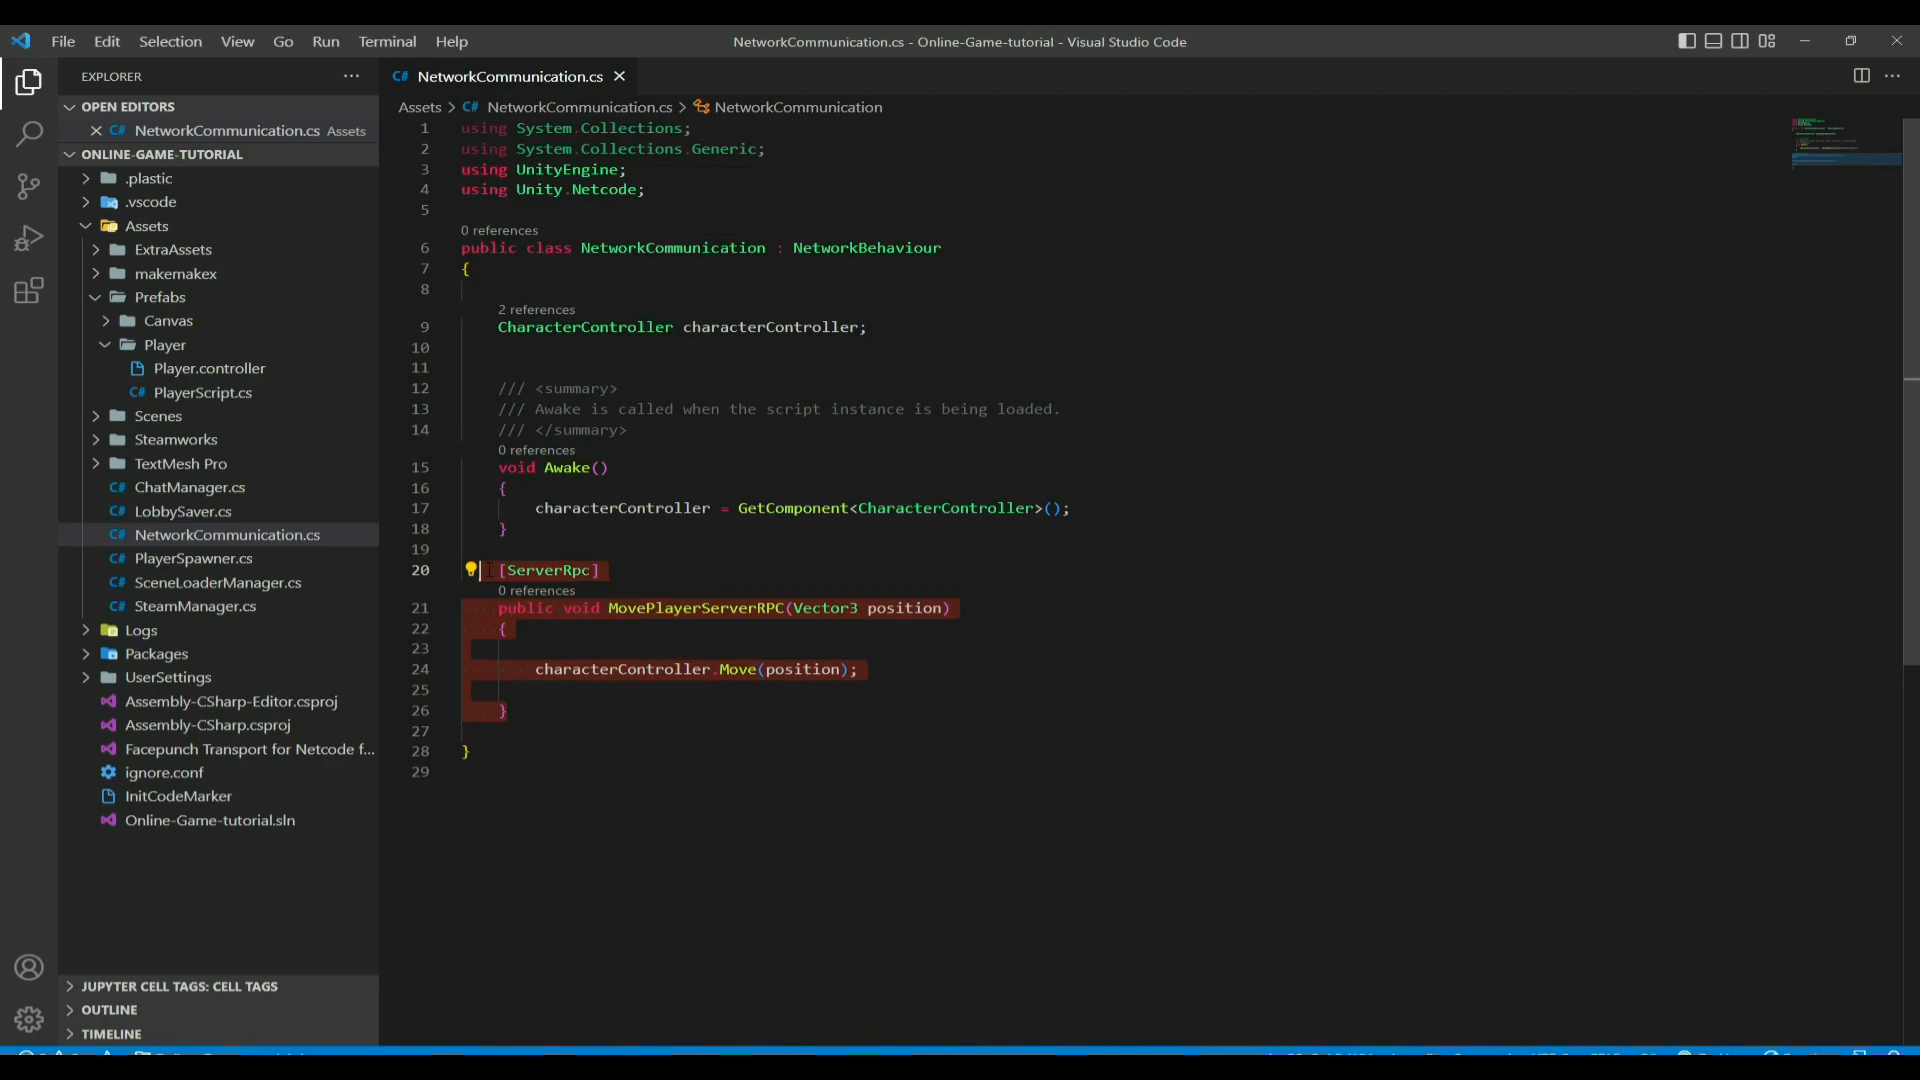 File Edit Selection View Go Run Terminal Help
NetworkCommunication.cs - Online-Game-tutorial - Visual Studio Code
EXPLORER
OPEN EDITORS
NetworkCommunication.cs Assets
ONLINE-GAME-TUTORIAL
.plastic
.vscode
Assets
ExtraAssets
makemakex
Prefabs
Canvas
Player
Player.controller
C# PlayerScript.cs
Scenes
Steamworks
TextMesh Pro
C# ChatManager.cs
C# LobbySaver.cs
C# NetworkCommunication.cs
C# PlayerSpawner.cs
C# SceneLoaderManager.cs
C# SteamManager.cs
Logs
Packages
UserSettings
Assembly-CSharp-Editor.csproj
Assembly-CSharp.csproj
Facepunch Transport for Netcode f...
ignore.conf
InitCodeMarker
Online-Game-tutorial.sln
JUPYTER CELL TAGS: CELL TAGS
OUTLINE
TIMELINE
C# NetworkCommunication.cs
Assets > C# NetworkCommunication.cs > NetworkCommunication
1 using System.Collections;
2 using System.Collections.Generic;
3 using UnityEngine;
4 using Unity.Netcode;
5
0 references
6 public class NetworkCommunication : NetworkBehaviour
7 {
8
2 references
9 CharacterController characterController;
10
11
12 /// <summary>
13 /// Awake is called when the script instance is being loaded.
14 /// </summary>
0 references
15 void Awake()
16 {
17 characterController = GetComponent<CharacterController>();
18 }
19
20 [ServerRpc]
0 references
21 public void MovePlayerServerRPC(Vector3 position)
22 {
23
24 characterController.Move(position);
25
26 }
27
28 }
29